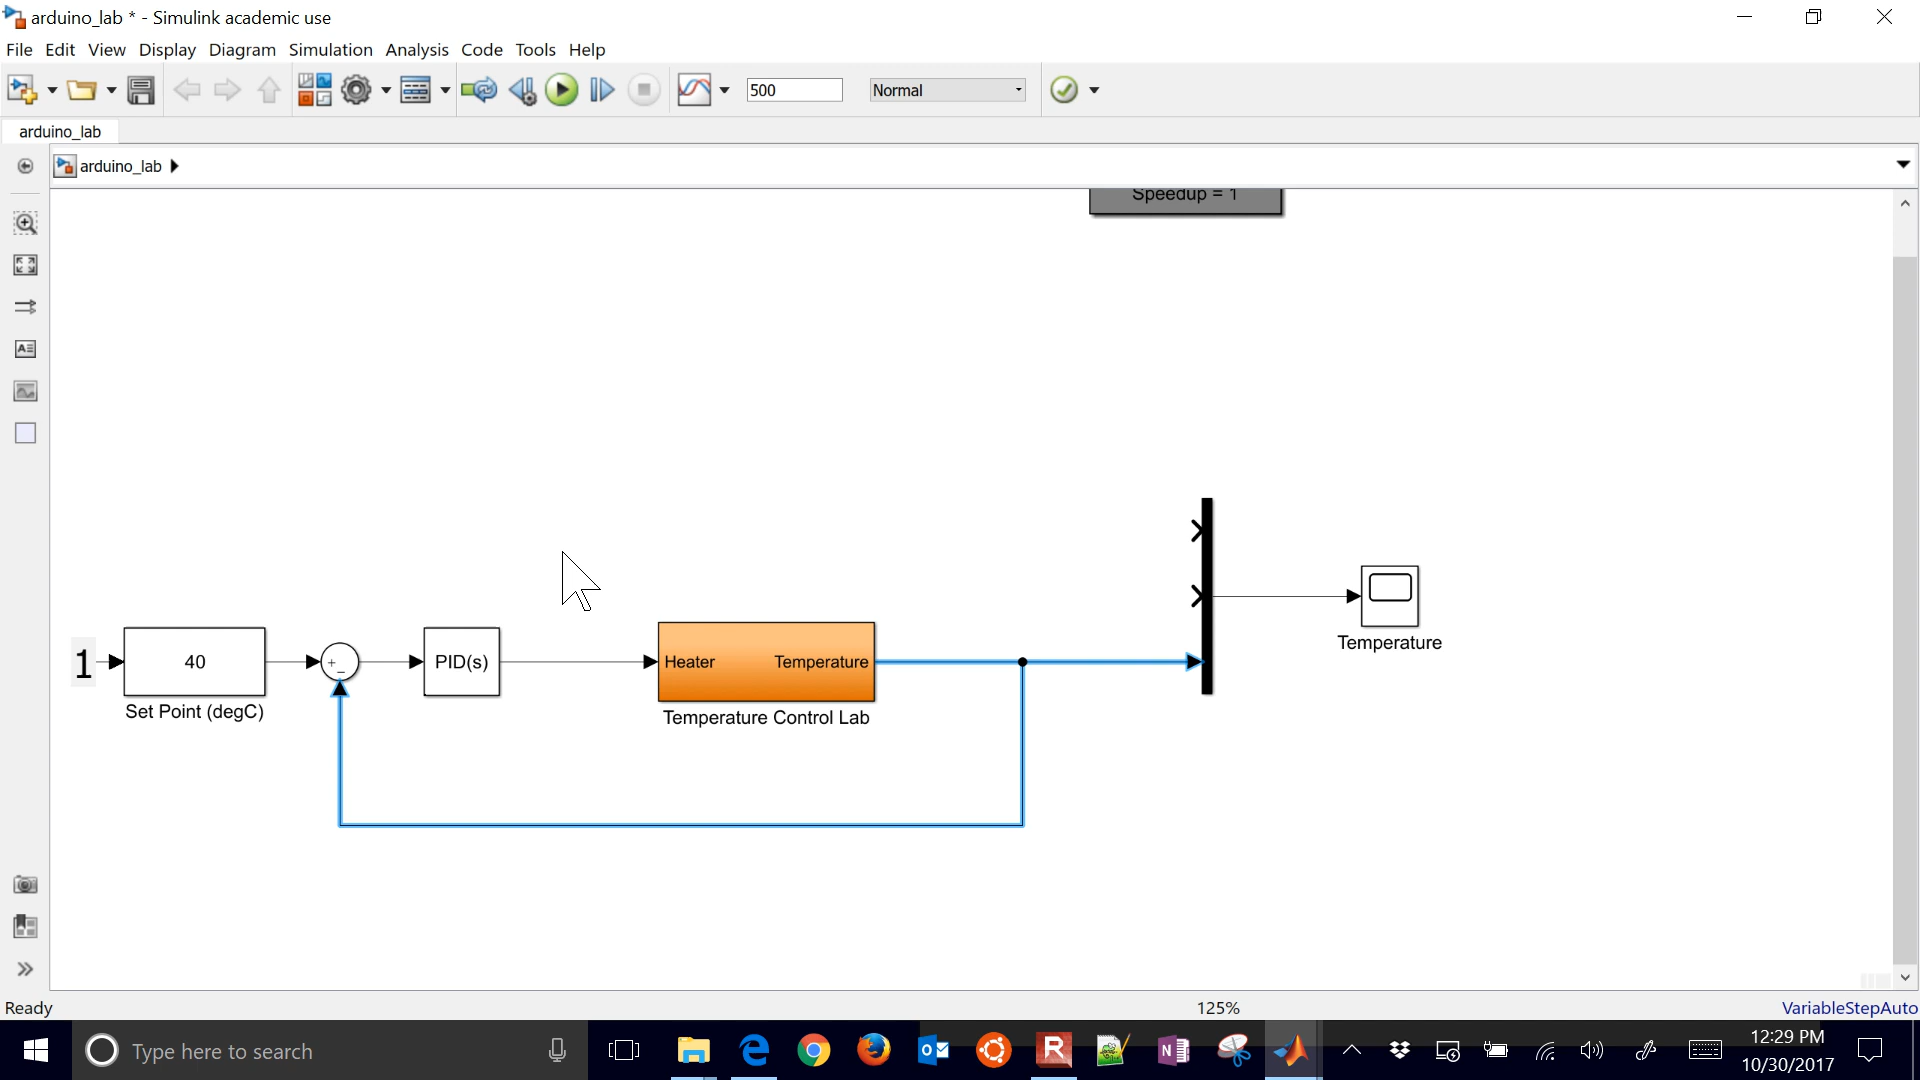 arduino_lab * - Simulink academic use
File Edit View Display Diagram Simulation Analysis Code Tools Help
500
Normal
arduino_lab
arduino_lab
Speedup = 1
1
40
+
−
PID(s)
Heater
Temperature
Set Point (degC)
Temperature Control Lab
Temperature
Ready
125%
VariableStepAuto
Type here to search
12:29 PM
10/30/2017